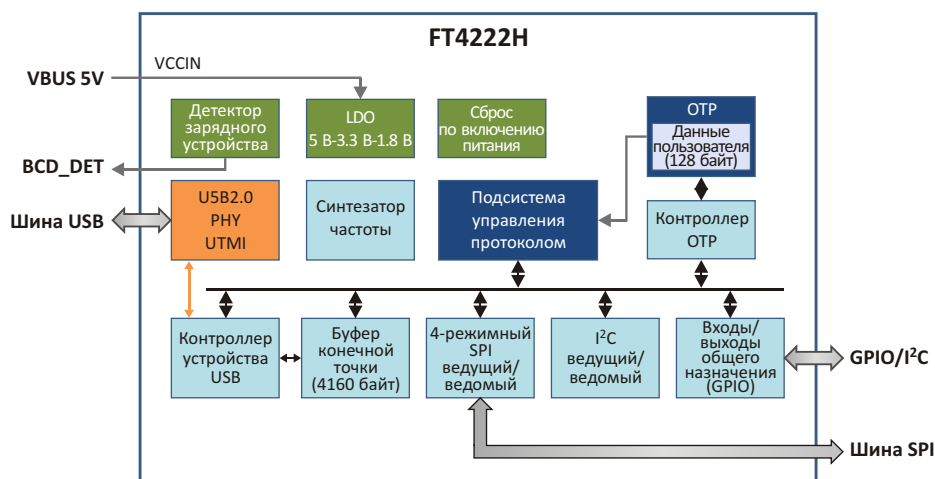 FT4222H
VBUS 5V
VCCIN
Детектор
зарядного
устройства
LDO
5 В-3.3 В-1.8 В
Сброс
по включению
питания
OTP
Данные
пользователя
(128 байт)
BCD_DET
Шина USB
U5B2.0
PHY
UTMI
Синтезатор
частоты
Подсистема
управления
протоколом
Контроллер
OTP
Контроллер
устройства
USB
Буфер
конечной
точки
(4160 байт)
4-режимный
SPI
ведущий/
ведомый
I²C
ведущий/
ведомый
Входы/
выходы
общего
назначения
(GPIO)
GPIO/I²C
Шина SPI